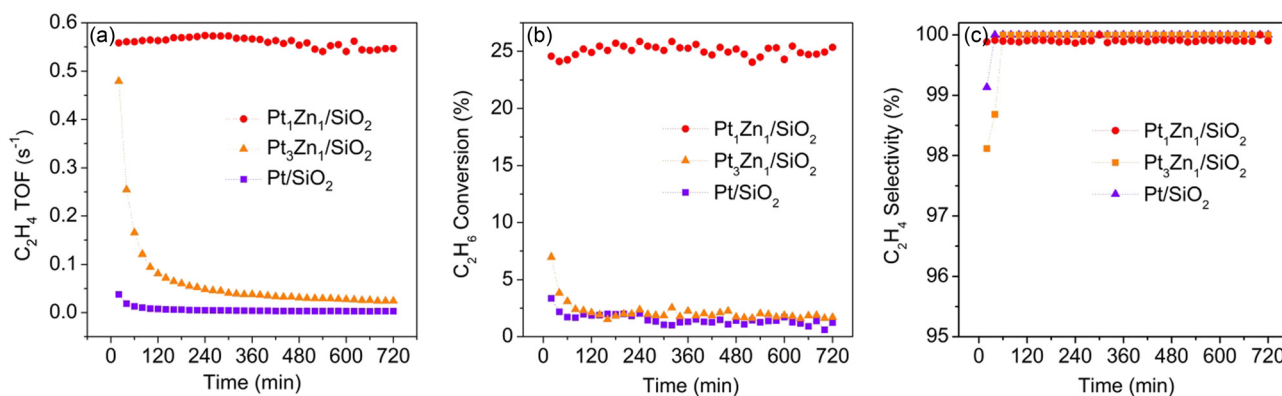 (a)
C₂H₄ TOF (s⁻¹)
0.6
0.5
0.4
0.3
0.2
0.1
0.0
Pt₁Zn₁/SiO₂
Pt₃Zn₁/SiO₂
Pt/SiO₂
0 120 240 360 480 600 720
Time (min)
(b)
C₂H₆ Conversion (%)
25
20
15
10
5
0
Pt₁Zn₁/SiO₂
Pt₃Zn₁/SiO₂
Pt/SiO₂
0 120 240 360 480 600 720
Time (min)
(c)
C₂H₄ Selectivity (%)
100
99
98
97
96
95
Pt₁Zn₁/SiO₂
Pt₃Zn₁/SiO₂
Pt/SiO₂
0 120 240 360 480 600 720
Time (min)